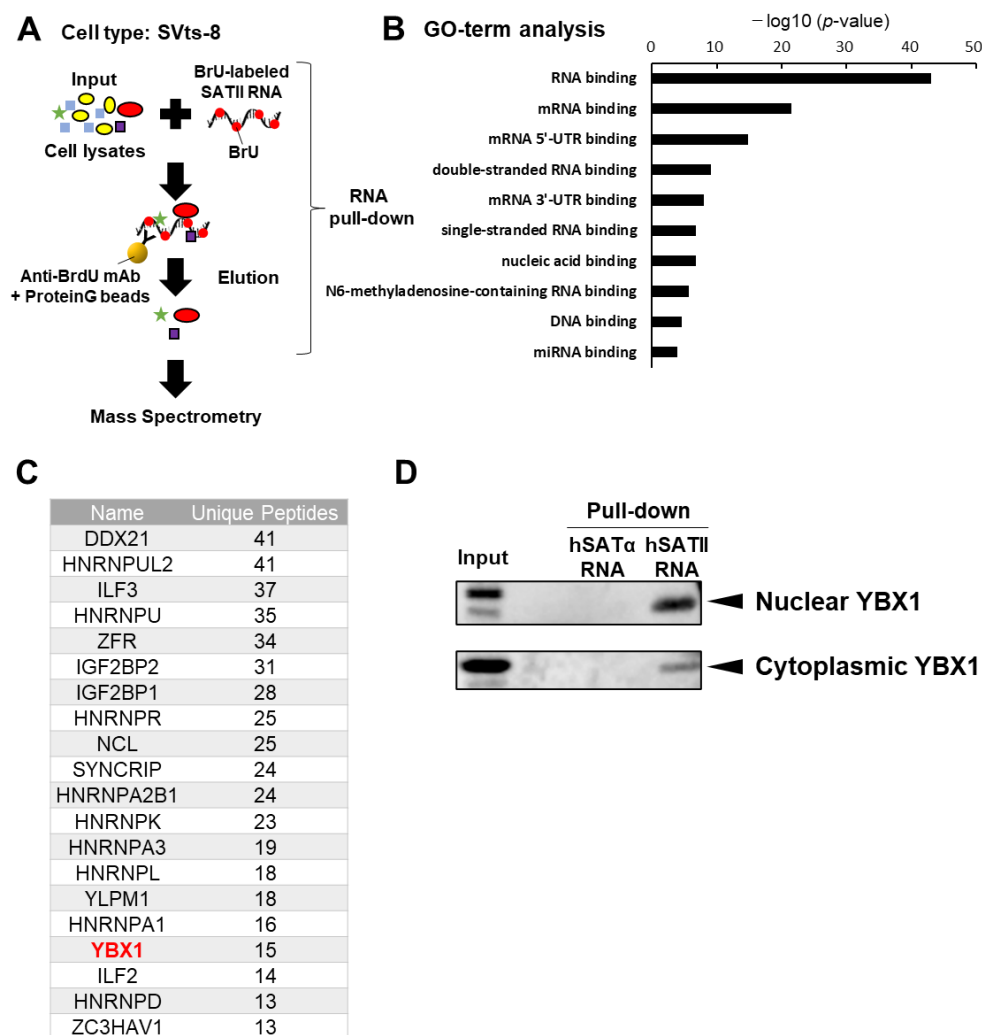 A Cell type: SVts-8
Input
Cell lysates
BrU-labeled
SATII RNA
BrU
RNA
pull-down
Anti-BrdU mAb
+ ProteinG beads
Elution
Mass Spectrometry
B GO-term analysis
－log10 (p-value)
0 10 20 30 40 50
RNA binding
mRNA binding
mRNA 5'-UTR binding
double-stranded RNA binding
mRNA 3'-UTR binding
single-stranded RNA binding
nucleic acid binding
N6-methyladenosine-containing RNA binding
DNA binding
miRNA binding
C
Name Unique Peptides
DDX21 41
HNRNPUL2 41
ILF3 37
HNRNPU 35
ZFR 34
IGF2BP2 31
IGF2BP1 28
HNRNPR 25
NCL 25
SYNCRIP 24
HNRNPA2B1 24
HNRNPK 23
HNRNPA3 19
HNRNPL 18
YLPM1 18
HNRNPA1 16
YBX1 15
ILF2 14
HNRNPD 13
ZC3HAV1 13
D
Pull-down
Input
hSATα
RNA
hSATII
RNA
Nuclear YBX1
Cytoplasmic YBX1